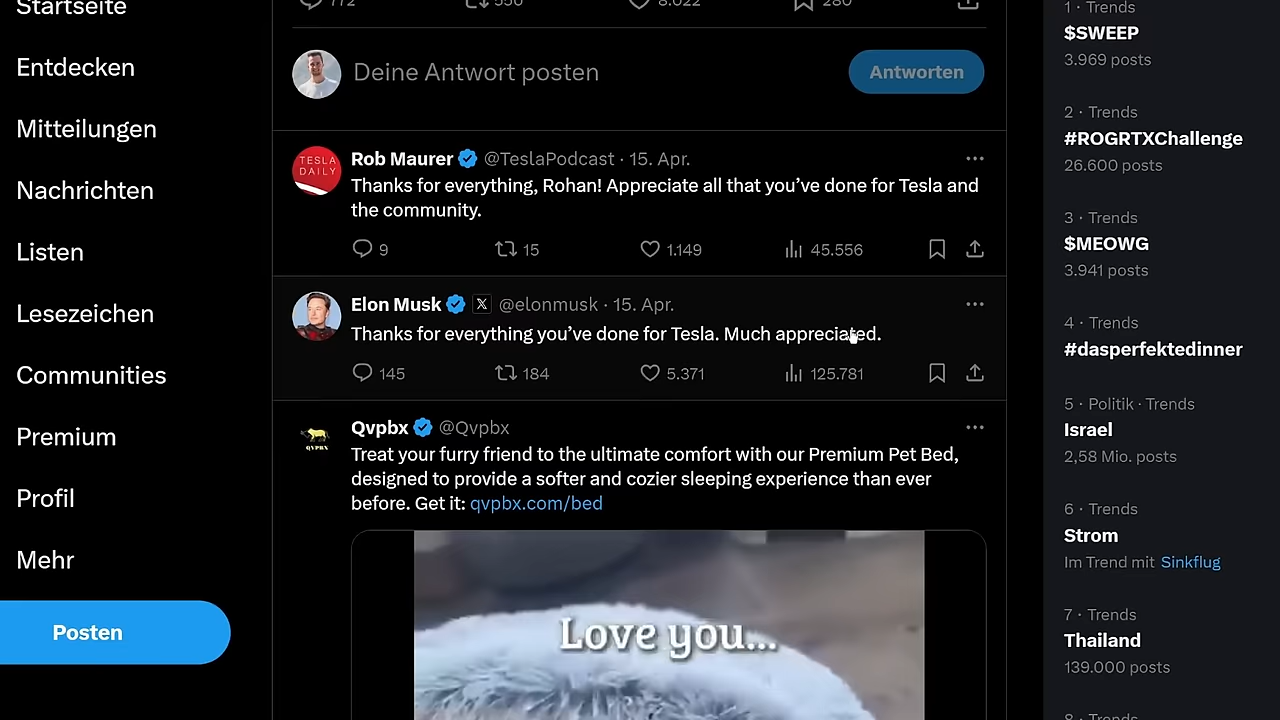 Startseite
Entdecken
Mitteilungen
Nachrichten
Listen
Lesezeichen
Communities
Premium
Profil
Mehr
Posten
772
550
8.022
280
Deine Antwort posten
Antworten
TESLA
DAILY
Rob Maurer @TeslaPodcast · 15. Apr.
Thanks for everything, Rohan! Appreciate all that you’ve done for Tesla and
the community.
9 15 1.149 45.556
Elon Musk X @elonmusk · 15. Apr.
Thanks for everything you’ve done for Tesla. Much appreciated.
145 184 5.371 125.781
QVPBX
Qvpbx @Qvpbx
Treat your furry friend to the ultimate comfort with our Premium Pet Bed,
designed to provide a softer and cozier sleeping experience than ever
before. Get it: qvpbx.com/bed
Love you...
1 · Trends
$SWEEP
3.969 posts
2 · Trends
#ROGRTXChallenge
26.600 posts
3 · Trends
$MEOWG
3.941 posts
4 · Trends
#dasperfektedinner
5 · Politik · Trends
Israel
2,58 Mio. posts
6 · Trends
Strom
Im Trend mit Sinkflug
7 · Trends
Thailand
139.000 posts
8 · Trends